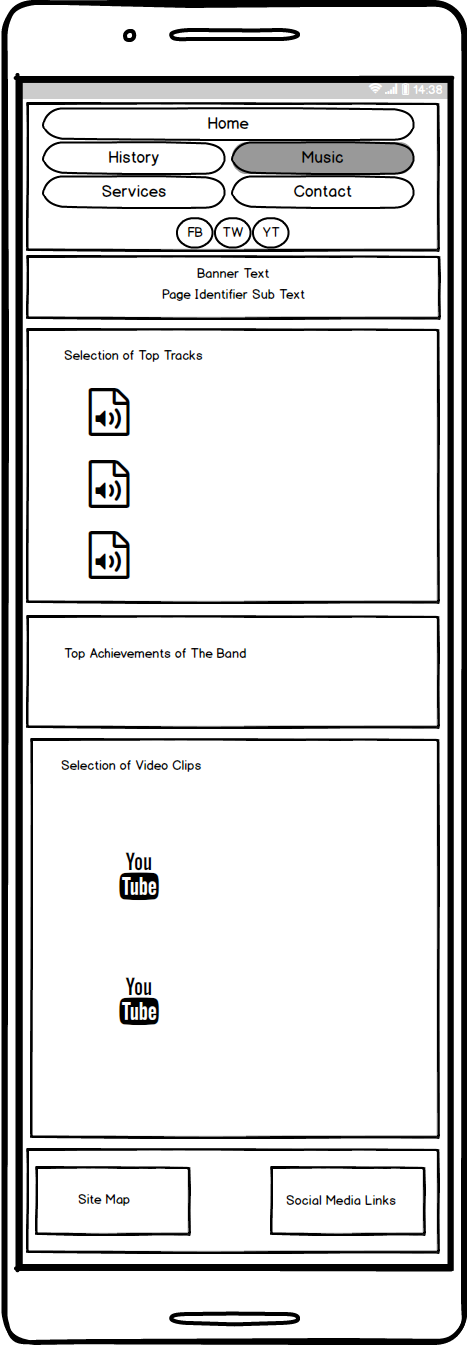 14:38
Home
History Music
Services Contact
FB TW YT
Banner Text
Page Identifier Sub Text
Selection of Top Tracks
Top Achievements of The Band
Selection of Video Clips
You
Tube
You
Tube
Site Map Social Media Links